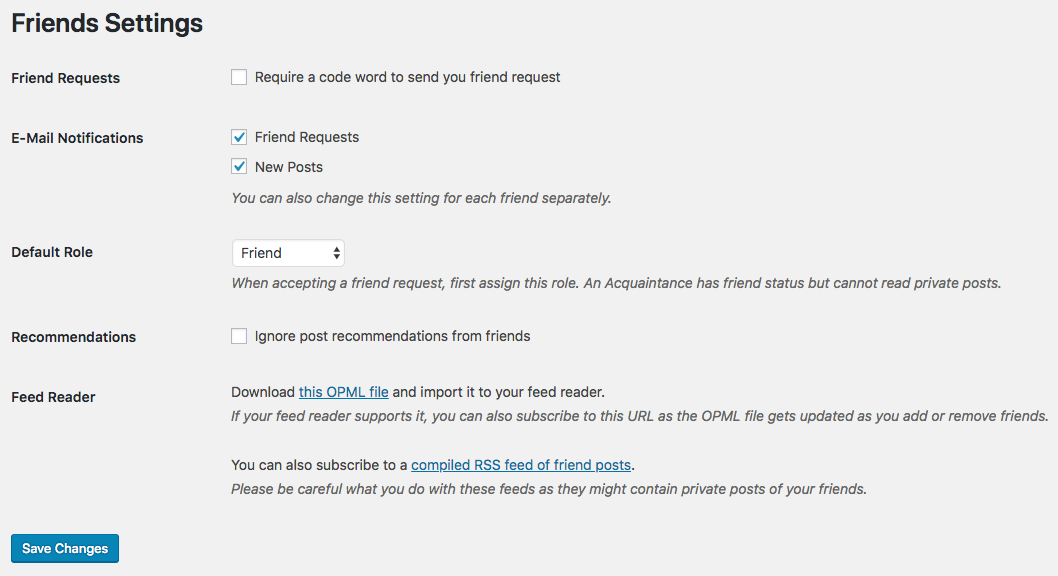 Friends Settings
Friend Requests
Require a code word to send you friend request
E-Mail Notifications
Friend Requests
New Posts
You can also change this setting for each friend separately.
Default Role
Friend
When accepting a friend request, first assign this role. An Acquaintance has friend status but cannot read private posts.
Recommendations
Ignore post recommendations from friends
Feed Reader
Download this OPML file and import it to your feed reader.
If your feed reader supports it, you can also subscribe to this URL as the OPML file gets updated as you add or remove friends.
You can also subscribe to a compiled RSS feed of friend posts.
Please be careful what you do with these feeds as they might contain private posts of your friends.
Save Changes